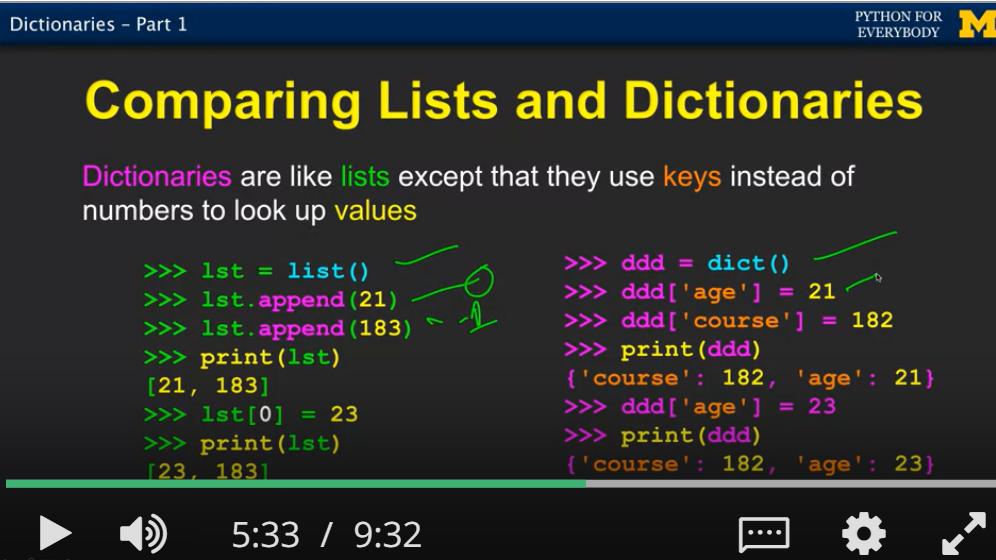 Dictionaries – Part 1
PYTHON FOR
EVERYBODY
M
Comparing Lists and Dictionaries
Dictionaries are like lists except that they use keys instead of
numbers to look up values
>>> lst = list()
>>> lst.append(21)
>>> lst.append(183)
>>> print(lst)
[21, 183]
>>> lst[0] = 23
>>> print(lst)
[23, 183]
0
1
>>> ddd = dict()
>>> ddd['age'] = 21
>>> ddd['course'] = 182
>>> print(ddd)
{'course': 182, 'age': 21}
>>> ddd['age'] = 23
>>> print(ddd)
{'course': 182, 'age': 23}
5:33 / 9:32